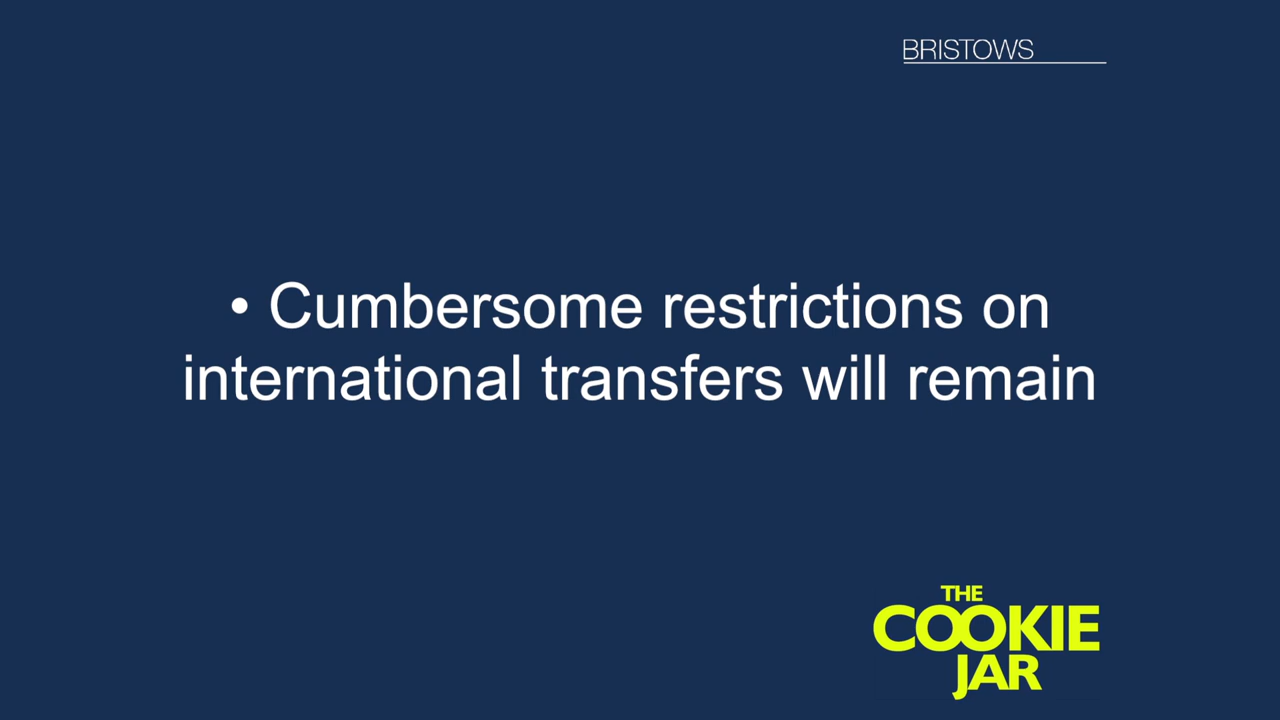 BRISTOWS
• Cumbersome restrictions on
international transfers will remain
THE
COOKIE
JAR